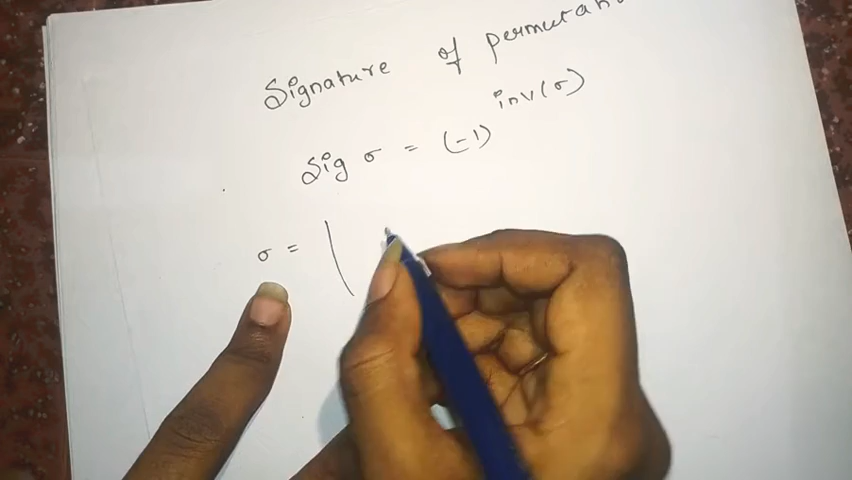 Signature of permutati
Sig σ = (-1)^inv(σ)
σ = (